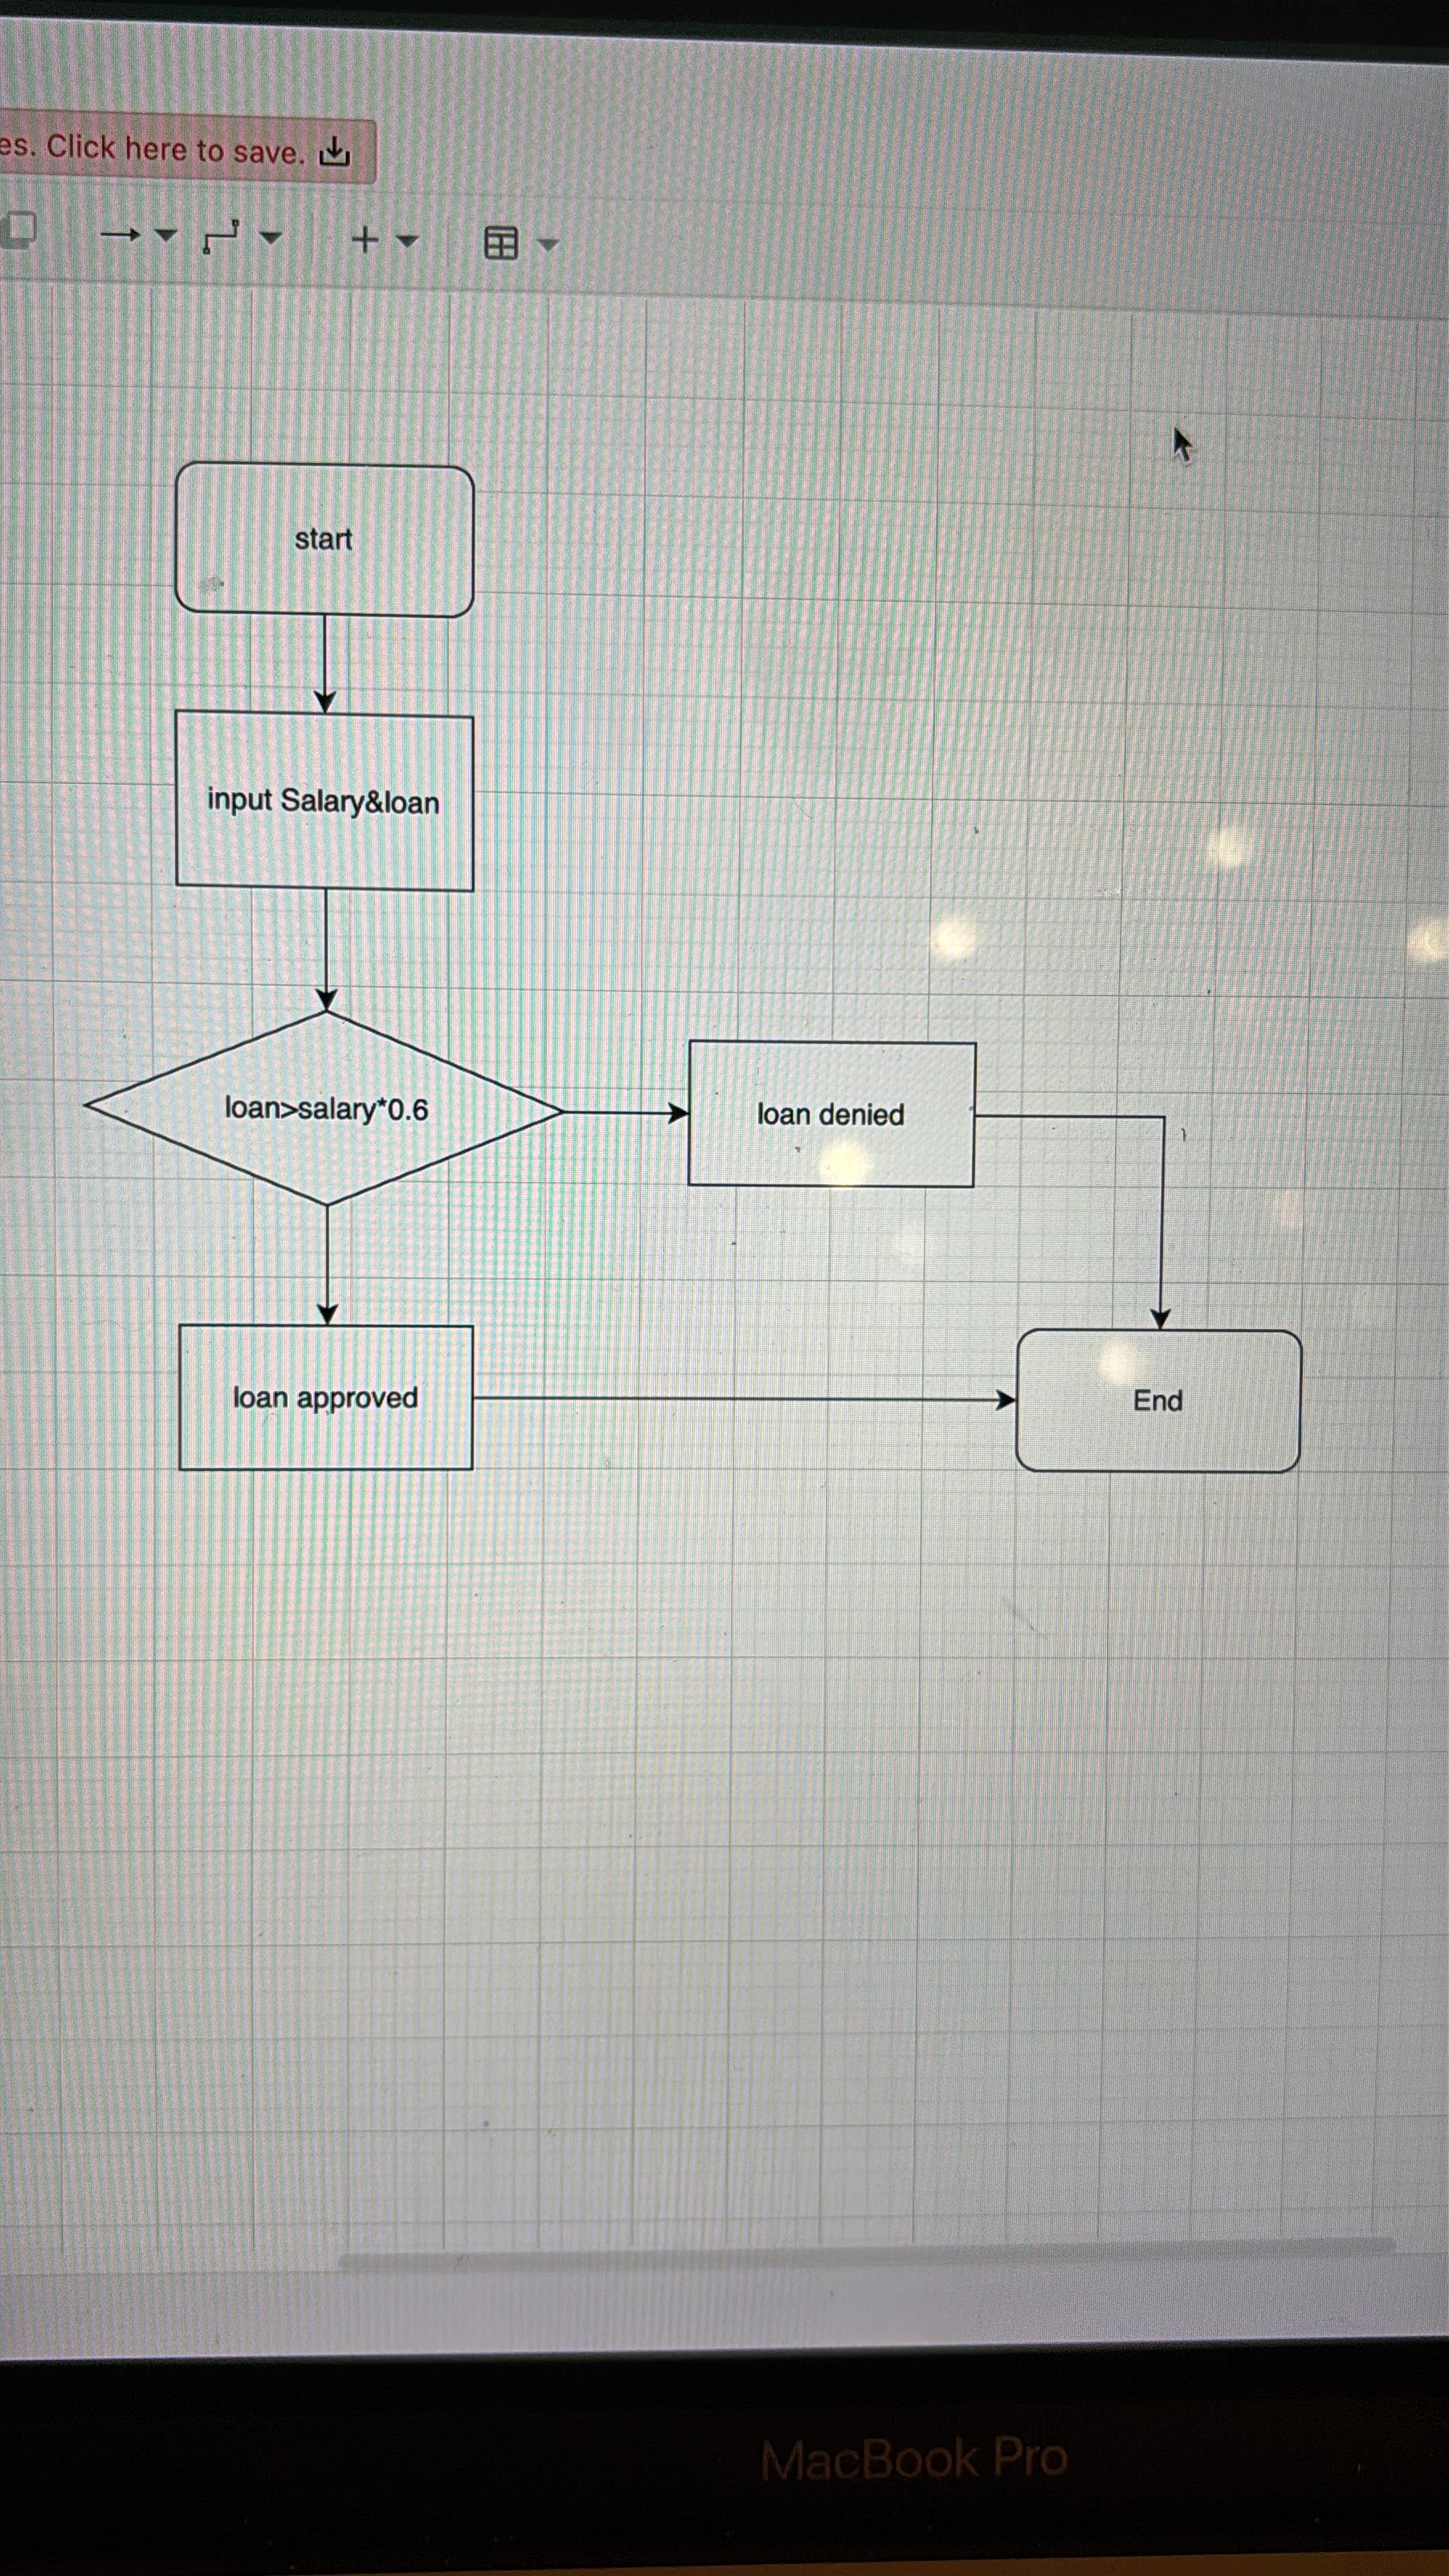 es. Click here to save.
start
input Salary&loan
loan>salary*0.6
loan denied
loan approved
End
MacBook Pro